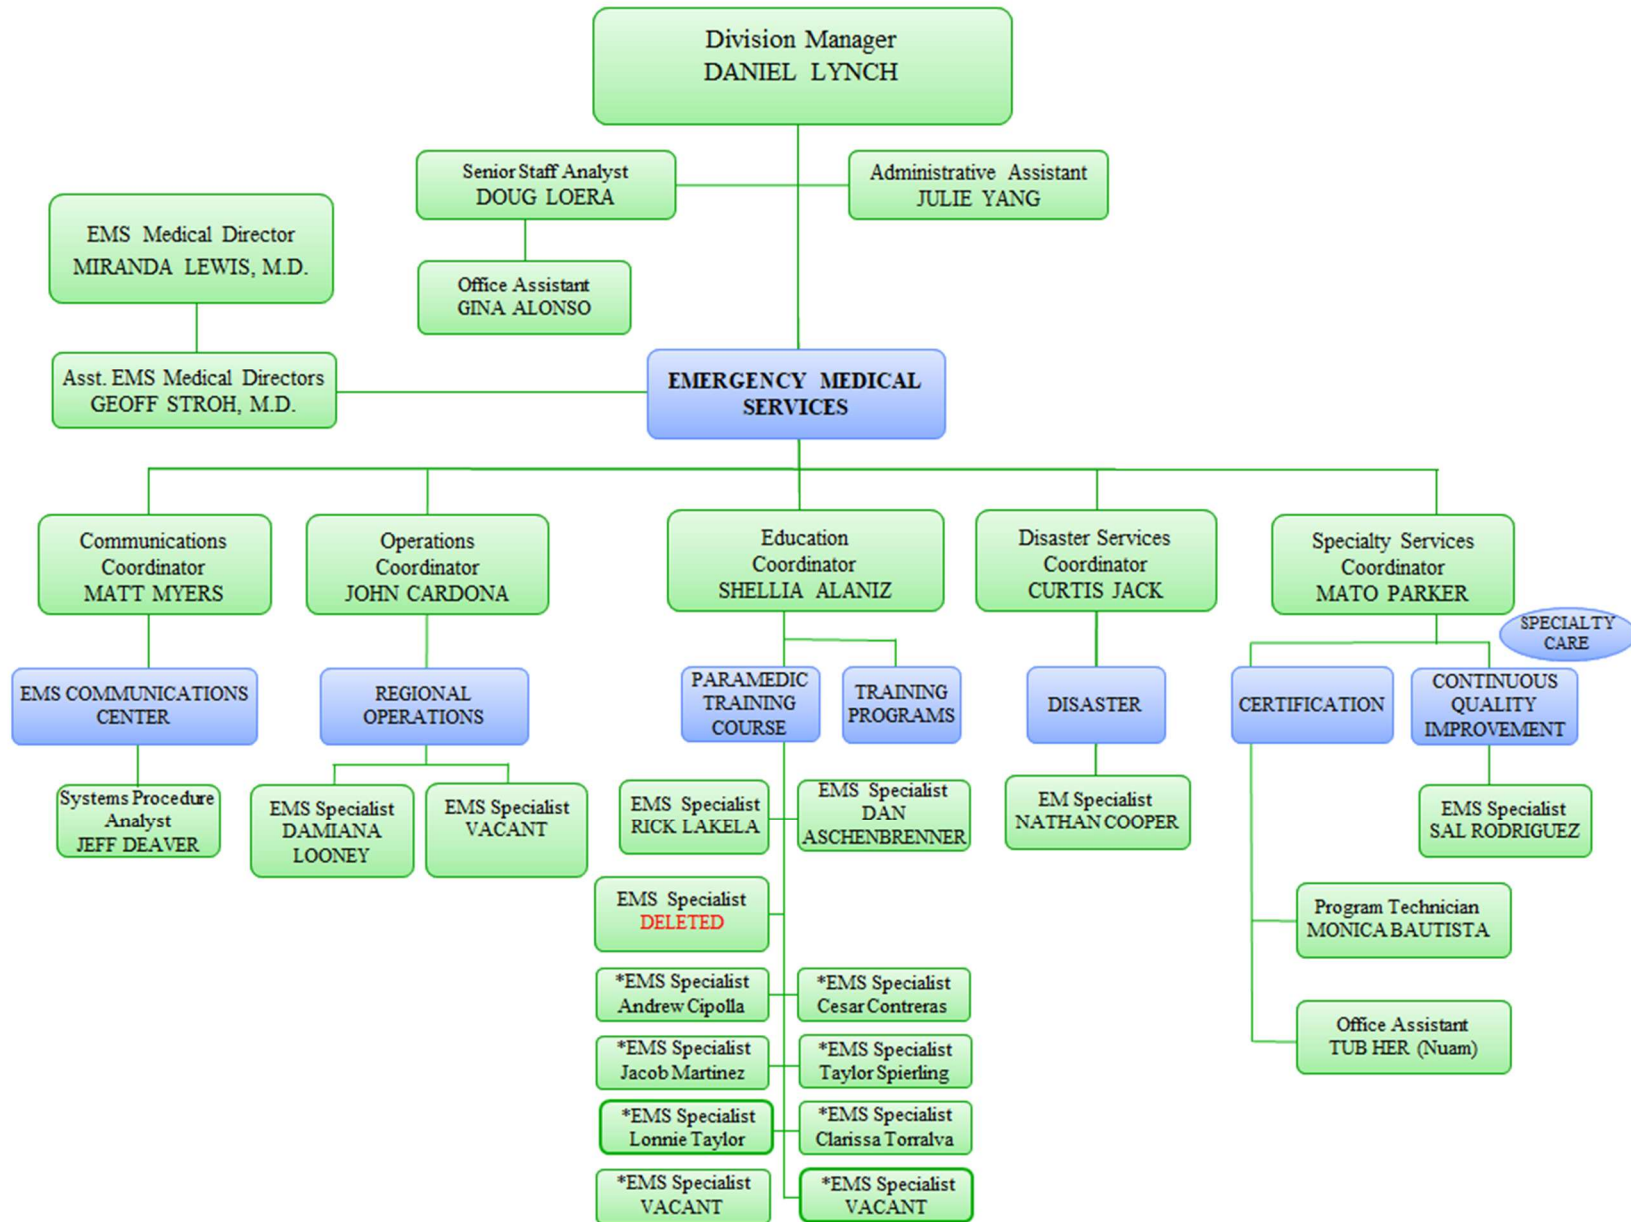 Division Manager
DANIEL LYNCH
Senior Staff Analyst
DOUG LOERA
Administrative Assistant
JULIE YANG
EMS Medical Director
MIRANDA LEWIS, M.D.
Office Assistant
GINA ALONSO
Asst. EMS Medical Directors
GEOFF STROH, M.D.
EMERGENCY MEDICAL
SERVICES
Communications
Coordinator
MATT MYERS
Operations
Coordinator
JOHN CARDONA
Education
Coordinator
SHELLIA ALANIZ
Disaster Services
Coordinator
CURTIS JACK
Specialty Services
Coordinator
MATO PARKER
SPECIALTY
CARE
EMS COMMUNICATIONS
CENTER
REGIONAL
OPERATIONS
PARAMEDIC
TRAINING
COURSE
TRAINING
PROGRAMS
DISASTER
CERTIFICATION
CONTINUOUS
QUALITY
IMPROVEMENT
Systems Procedure
Analyst
JEFF DEAVER
EMS Specialist
DAMIANA
LOONEY
EMS Specialist
VACANT
EMS Specialist
RICK LAKELA
EMS Specialist
DAN
ASCHENBRENNER
EM Specialist
NATHAN COOPER
EMS Specialist
SAL RODRIGUEZ
EMS Specialist
DELETED
Program Technician
MONICA BAUTISTA
*EMS Specialist
Andrew Cipolla
*EMS Specialist
Cesar Contreras
Office Assistant
TUB HER (Nuam)
*EMS Specialist
Jacob Martinez
*EMS Specialist
Taylor Spierling
*EMS Specialist
Lonnie Taylor
*EMS Specialist
Clarissa Torralva
*EMS Specialist
VACANT
*EMS Specialist
VACANT